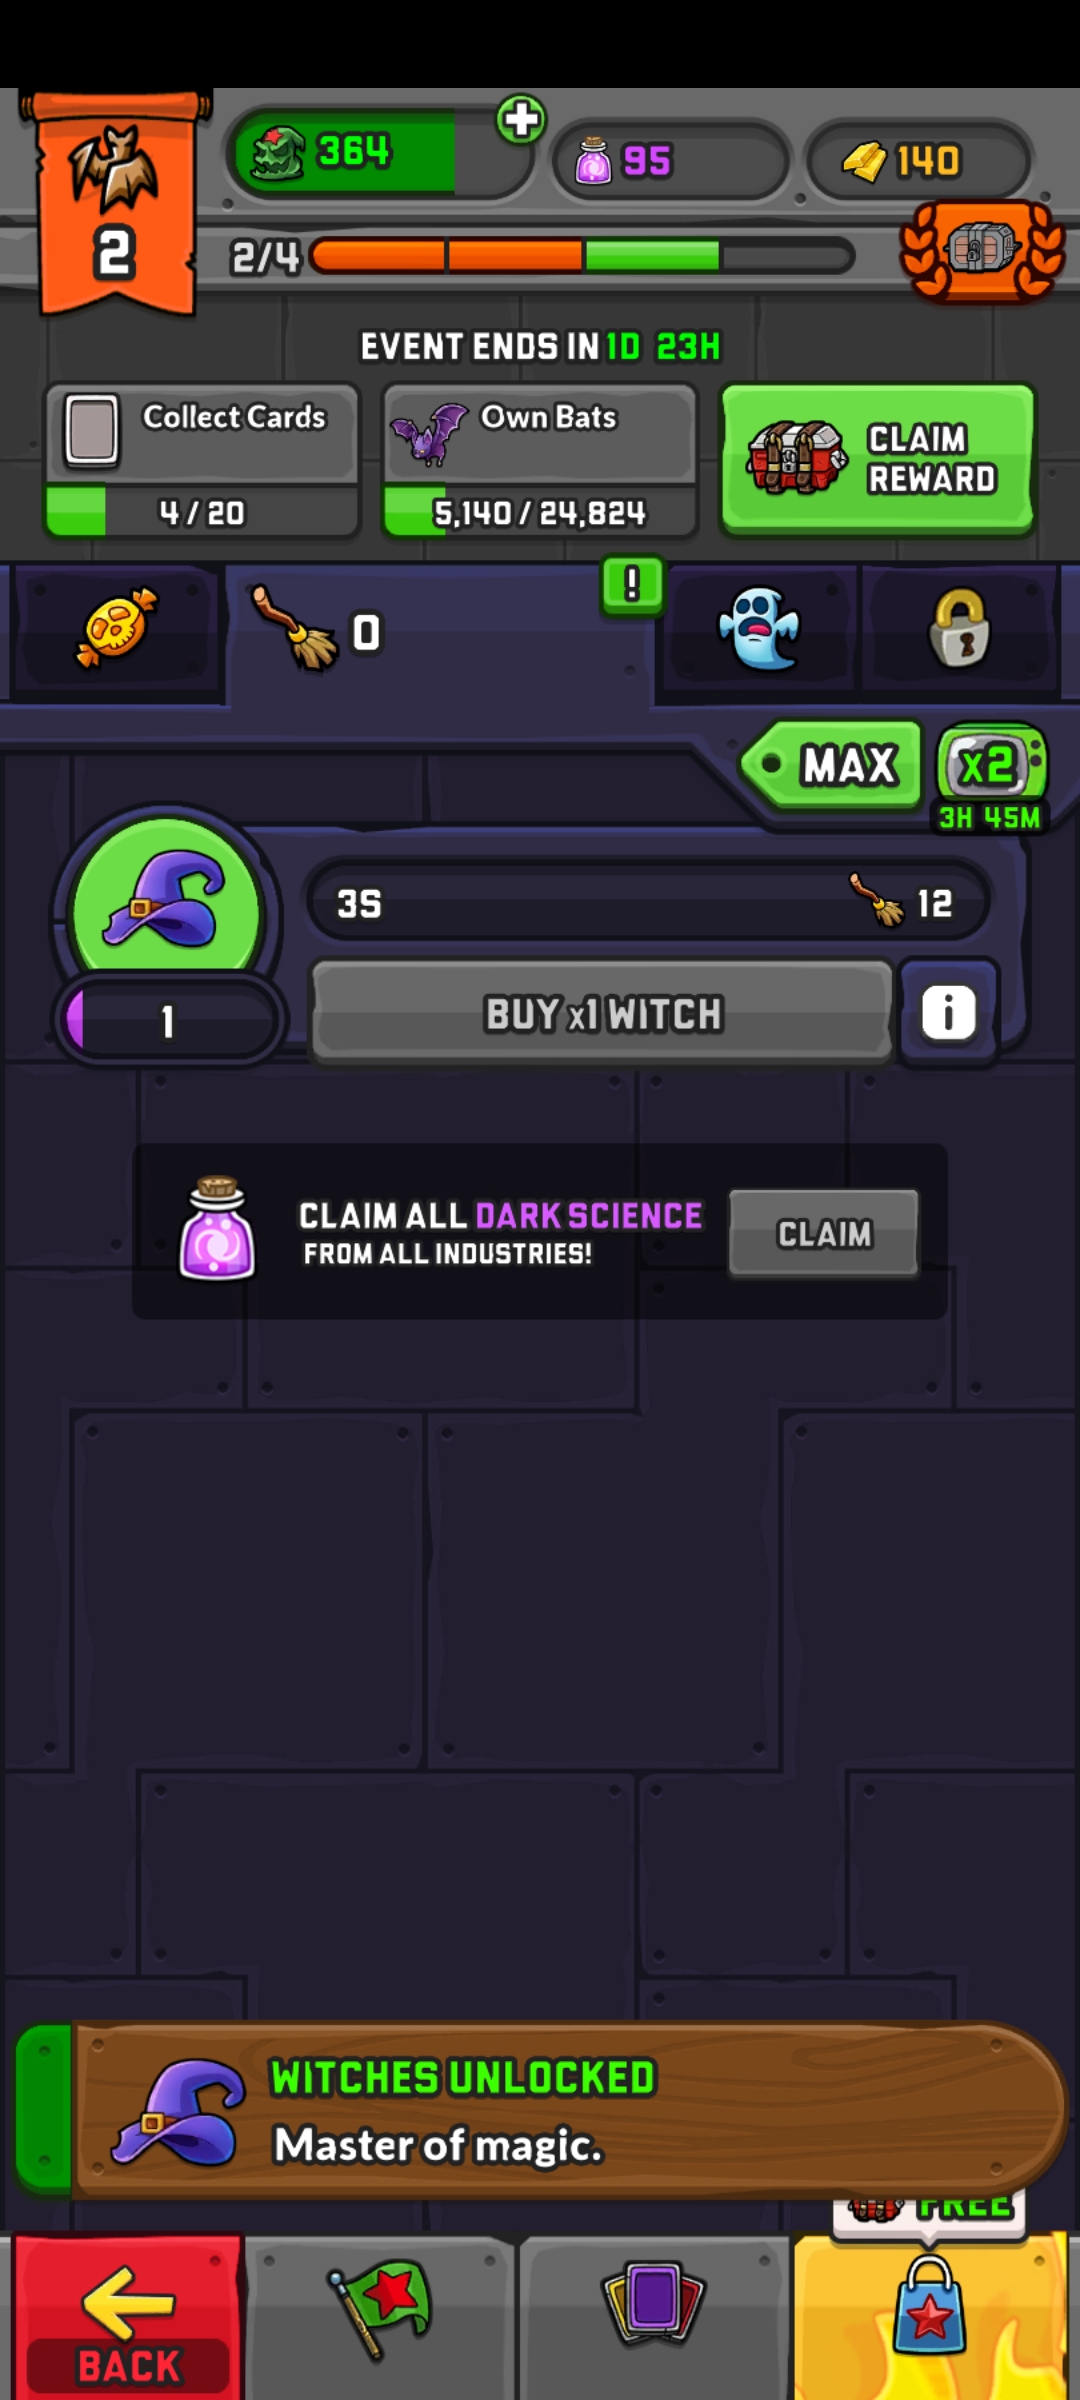 364
95
140
2
2/4
EVENT ENDS IN 1D 23H
Collect Cards
4 / 20
Own Bats
5,140 / 24,824
CLAIM
REWARD
0
!
MAX
x2
3H 45M
3S
12
1
BUY x1 WITCH
i
CLAIM ALL DARK SCIENCE
FROM ALL INDUSTRIES!
CLAIM
WITCHES UNLOCKED
Master of magic.
FREE
BACK